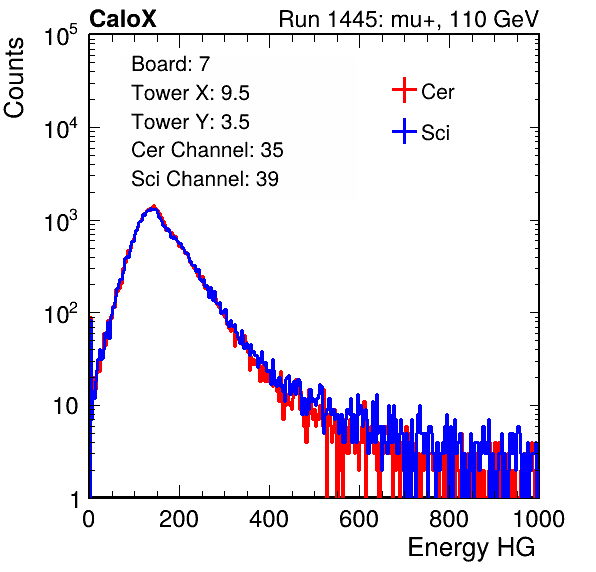 CaloX
Run 1445: mu+, 110 GeV
Counts
10^5
10^4
10^3
10^2
10
1
Board: 7
Tower X: 9.5
Tower Y: 3.5
Cer Channel: 35
Sci Channel: 39
Cer
Sci
0 200 400 600 800 1000
Energy HG